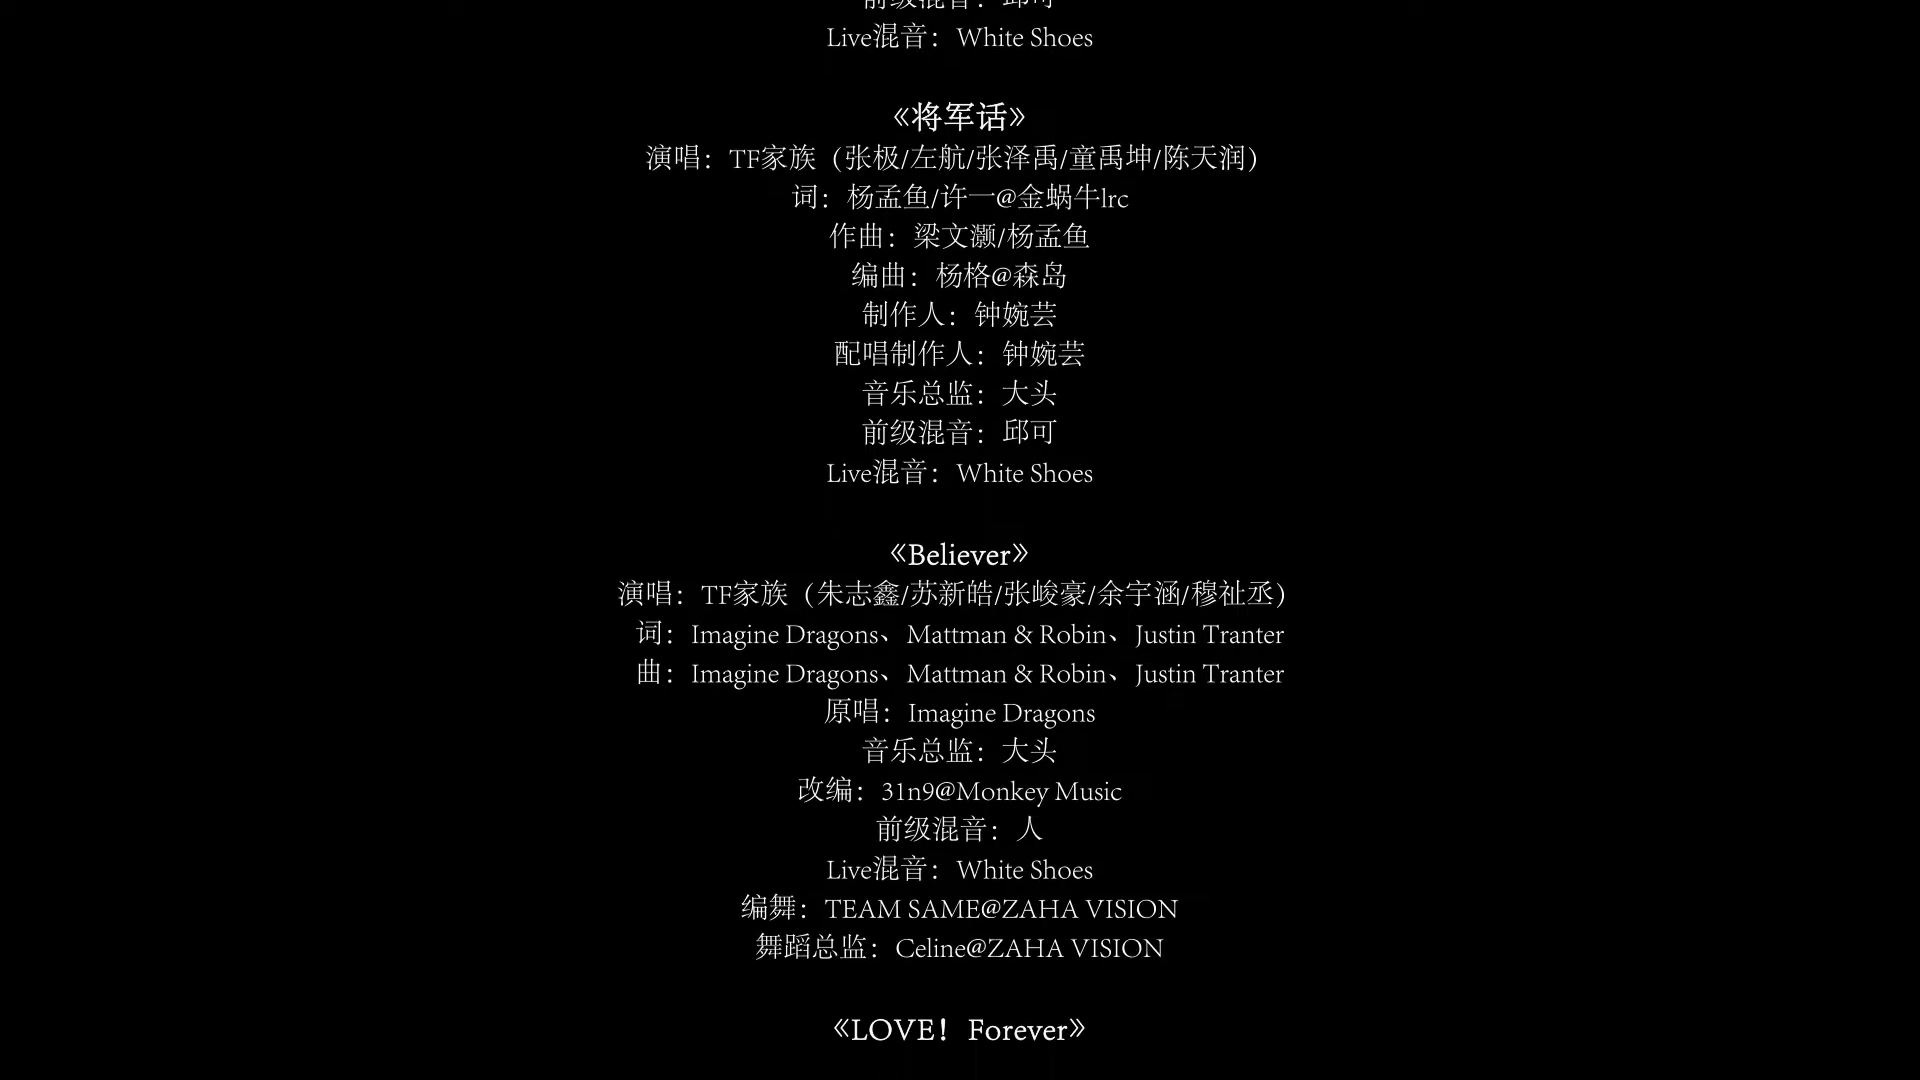 前级混音：邱可
Live混音：White Shoes
《将军话》
演唱：TF家族（张极/左航/张泽禹/童禹坤/陈天润）
词：杨孟鱼/许一@金蜗牛lrc
作曲：梁文灏/杨孟鱼
编曲：杨格@森岛
制作人：钟婉芸
配唱制作人：钟婉芸
音乐总监：大头
前级混音：邱可
Live混音：White Shoes
《Believer》
演唱：TF家族（朱志鑫/苏新皓/张峻豪/余宇涵/穆祉丞）
词：Imagine Dragons、Mattman & Robin、Justin Tranter
曲：Imagine Dragons、Mattman & Robin、Justin Tranter
原唱：Imagine Dragons
音乐总监：大头
改编：31n9@Monkey Music
前级混音：人
Live混音：White Shoes
编舞：TEAM SAME@ZAHA VISION
舞蹈总监：Celine@ZAHA VISION
《LOVE！Forever》